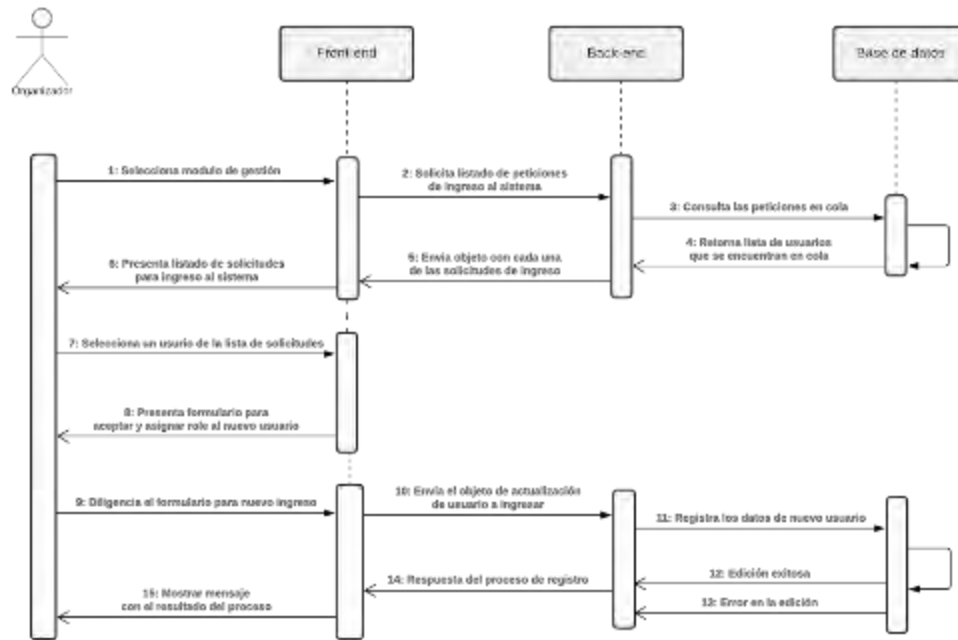 Organizador
Front-end
Back-end
Base de datos
1: Selecciona modulo de gestión
2: Solicita listado de peticiones
de ingreso al sistema
3: Consulta las peticiones en cola
4: Retorna lista de usuarios
que se encuentran en cola
5: Envia objeto con cada una
de las solicitudes de ingreso
6: Presenta listado de solicitudes
para ingreso al sistema
7: Selecciona un usurio de la lista de solicitudes
8: Presenta formulario para
aceptar y asignar role al nuevo usuario
9: Diligencia el formulario para nuevo ingreso
10: Envia el objeto de actualización
de usuario a ingresar
11: Registra los datos de nuevo usuario
12: Edición exitosa
13: Error en la edición
14: Respuesta del proceso de registro
15: Mostrar mensaje
con el resultado del proceso